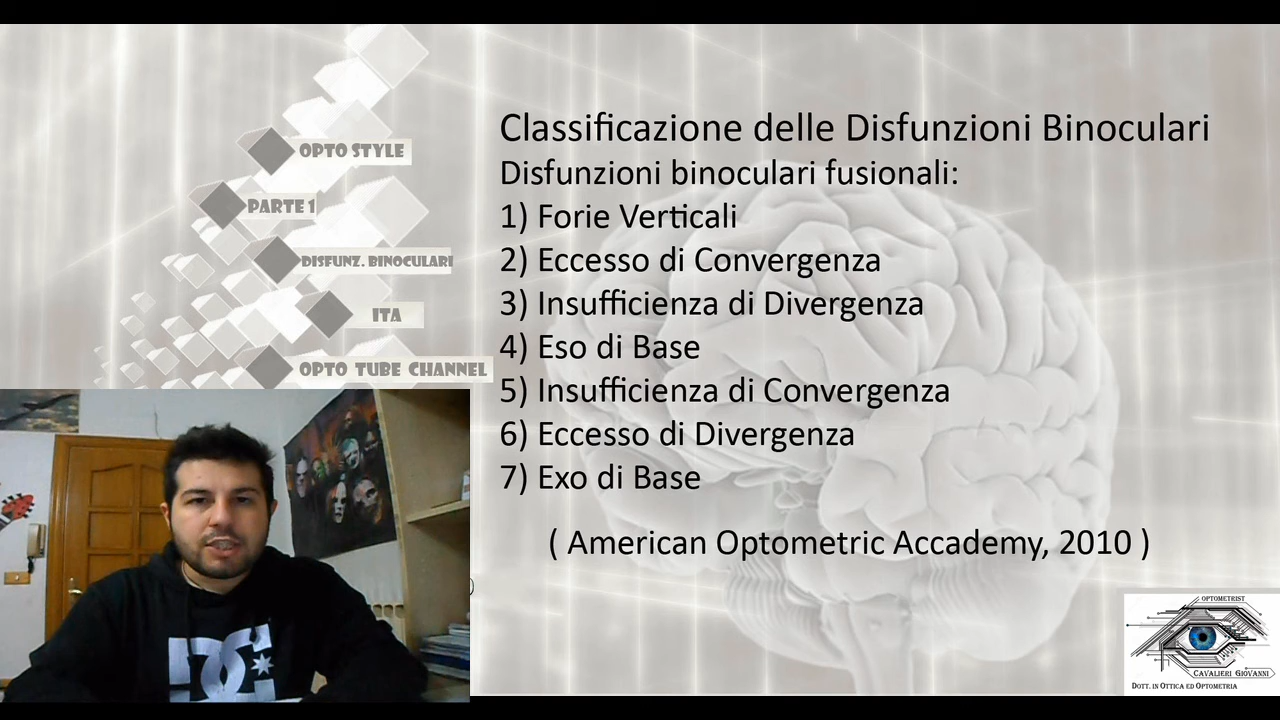 OPTO STYLE
PARTE 1
DISFUNZ. BINOCULARI
ITA
OPTO TUBE CHANNEL
Classificazione delle Disfunzioni Binoculari
Disfunzioni binoculari fusionali:
1) Forie Verticali
2) Eccesso di Convergenza
3) Insufficienza di Divergenza
4) Eso di Base
5) Insufficienza di Convergenza
6) Eccesso di Divergenza
7) Exo di Base
( American Optometric Accademy, 2010 )
)
DC
OPTOMETRIST
CAVALIERI GIOVANNI
DOTT. IN OTTICA ED OPTOMETRIA